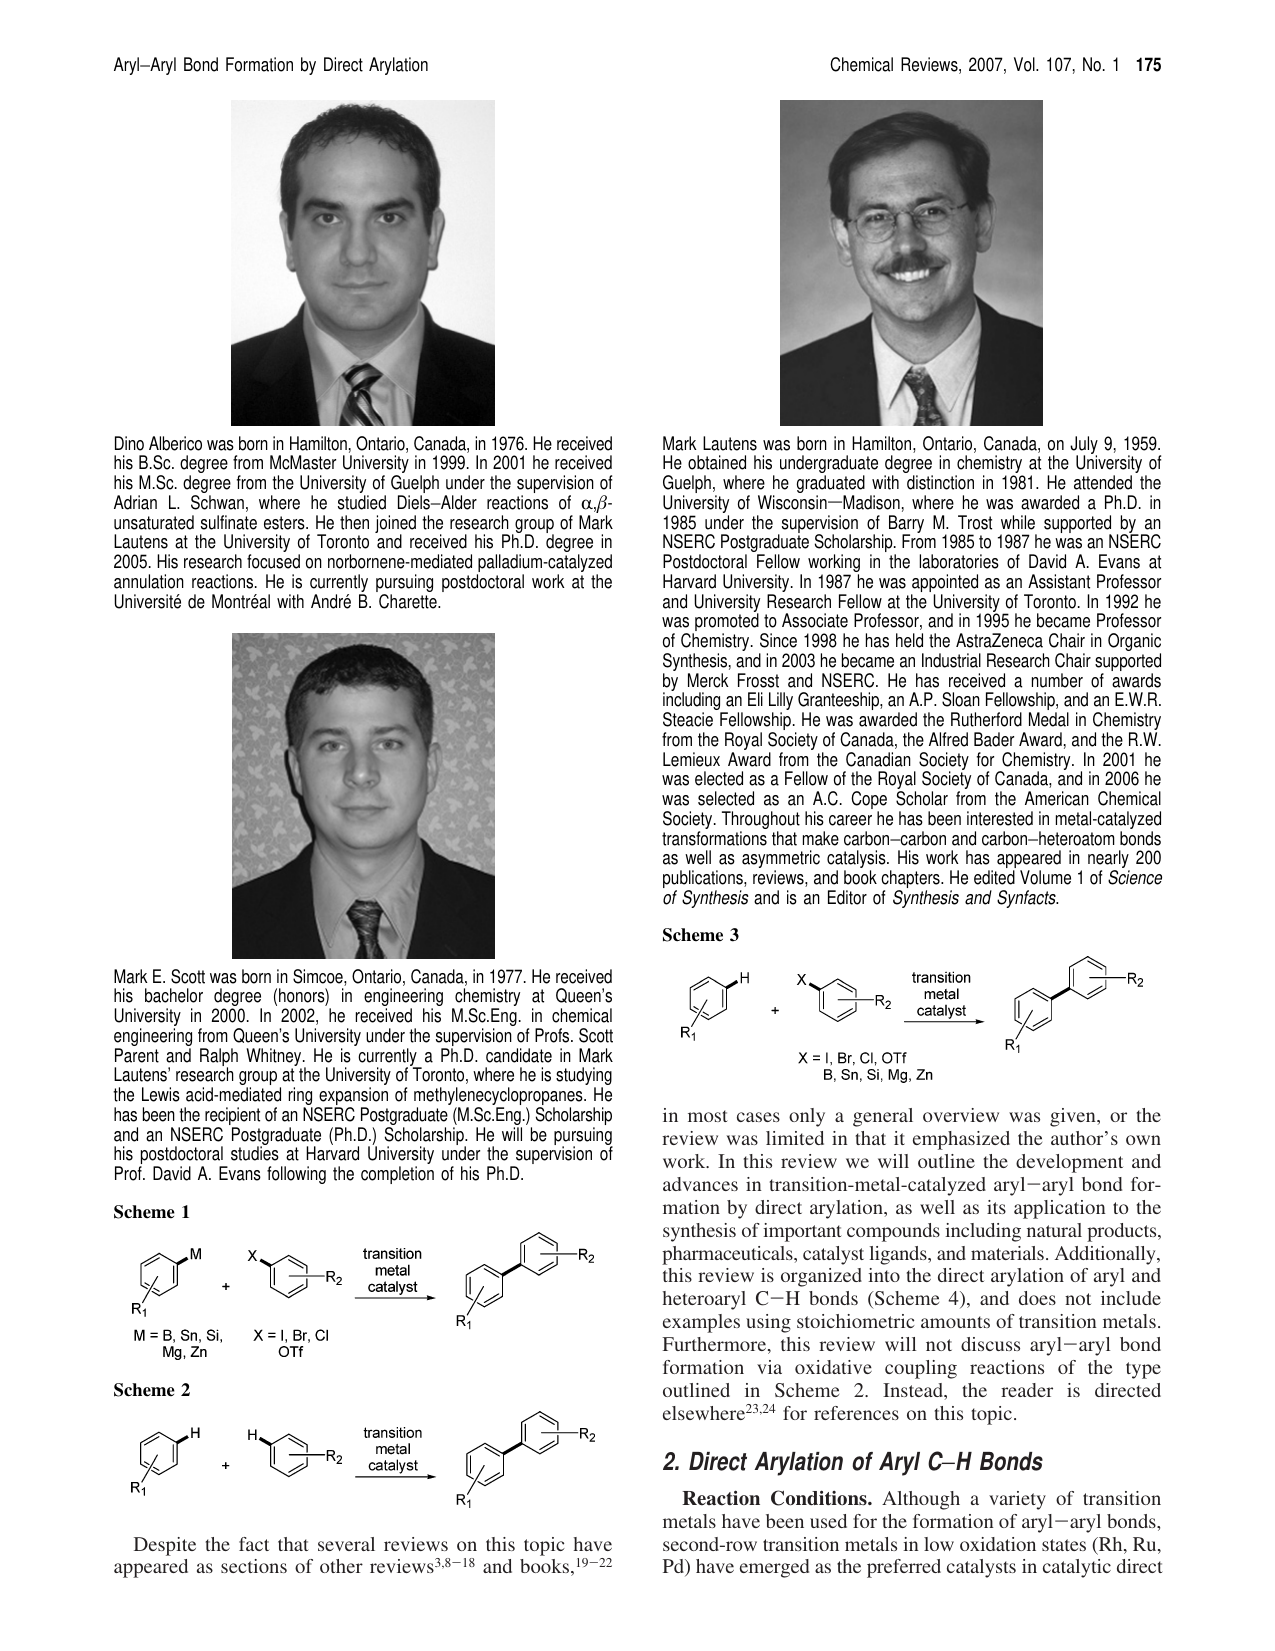 Aryl−Aryl Bond Formation by Direct Arylation
Chemical Reviews, 2007, Vol. 107, No. 1 175
Dino Alberico was born in Hamilton, Ontario, Canada, in 1976. He received
his B.Sc. degree from McMaster University in 1999. In 2001 he received
his M.Sc. degree from the University of Guelph under the supervision of
Adrian L. Schwan, where he studied Diels−Alder reactions of α,β-
unsaturated sulfinate esters. He then joined the research group of Mark
Lautens at the University of Toronto and received his Ph.D. degree in
2005. His research focused on norbornene-mediated palladium-catalyzed
annulation reactions. He is currently pursuing postdoctoral work at the
Université de Montréal with André B. Charette.
Mark E. Scott was born in Simcoe, Ontario, Canada, in 1977. He received
his bachelor degree (honors) in engineering chemistry at Queen's
University in 2000. In 2002, he received his M.Sc.Eng. in chemical
engineering from Queen's University under the supervision of Profs. Scott
Parent and Ralph Whitney. He is currently a Ph.D. candidate in Mark
Lautens' research group at the University of Toronto, where he is studying
the Lewis acid-mediated ring expansion of methylenecyclopropanes. He
has been the recipient of an NSERC Postgraduate (M.Sc.Eng.) Scholarship
and an NSERC Postgraduate (Ph.D.) Scholarship. He will be pursuing
his postdoctoral studies at Harvard University under the supervision of
Prof. David A. Evans following the completion of his Ph.D.
Scheme 1
M
R1
+
X
R2
transition
metal
catalyst
R2
R1
M = B, Sn, Si,
Mg, Zn
X = I, Br, Cl
OTf
Scheme 2
H
R1
+
H
R2
transition
metal
catalyst
R2
R1
Despite the fact that several reviews on this topic have
appeared as sections of other reviews3,8−18 and books,19−22
Mark Lautens was born in Hamilton, Ontario, Canada, on July 9, 1959.
He obtained his undergraduate degree in chemistry at the University of
Guelph, where he graduated with distinction in 1981. He attended the
University of Wisconsin—Madison, where he was awarded a Ph.D. in
1985 under the supervision of Barry M. Trost while supported by an
NSERC Postgraduate Scholarship. From 1985 to 1987 he was an NSERC
Postdoctoral Fellow working in the laboratories of David A. Evans at
Harvard University. In 1987 he was appointed as an Assistant Professor
and University Research Fellow at the University of Toronto. In 1992 he
was promoted to Associate Professor, and in 1995 he became Professor
of Chemistry. Since 1998 he has held the AstraZeneca Chair in Organic
Synthesis, and in 2003 he became an Industrial Research Chair supported
by Merck Frosst and NSERC. He has received a number of awards
including an Eli Lilly Granteeship, an A.P. Sloan Fellowship, and an E.W.R.
Steacie Fellowship. He was awarded the Rutherford Medal in Chemistry
from the Royal Society of Canada, the Alfred Bader Award, and the R.W.
Lemieux Award from the Canadian Society for Chemistry. In 2001 he
was elected as a Fellow of the Royal Society of Canada, and in 2006 he
was selected as an A.C. Cope Scholar from the American Chemical
Society. Throughout his career he has been interested in metal-catalyzed
transformations that make carbon−carbon and carbon−heteroatom bonds
as well as asymmetric catalysis. His work has appeared in nearly 200
publications, reviews, and book chapters. He edited Volume 1 of Science
of Synthesis and is an Editor of Synthesis and Synfacts.
Scheme 3
H
R1
+
X
R2
transition
metal
catalyst
R2
R1
X = I, Br, Cl, OTf
B, Sn, Si, Mg, Zn
in most cases only a general overview was given, or the
review was limited in that it emphasized the author's own
work. In this review we will outline the development and
advances in transition-metal-catalyzed aryl−aryl bond for-
mation by direct arylation, as well as its application to the
synthesis of important compounds including natural products,
pharmaceuticals, catalyst ligands, and materials. Additionally,
this review is organized into the direct arylation of aryl and
heteroaryl C−H bonds (Scheme 4), and does not include
examples using stoichiometric amounts of transition metals.
Furthermore, this review will not discuss aryl−aryl bond
formation via oxidative coupling reactions of the type
outlined in Scheme 2. Instead, the reader is directed
elsewhere23,24 for references on this topic.
2. Direct Arylation of Aryl C−H Bonds
Reaction Conditions. Although a variety of transition
metals have been used for the formation of aryl−aryl bonds,
second-row transition metals in low oxidation states (Rh, Ru,
Pd) have emerged as the preferred catalysts in catalytic direct